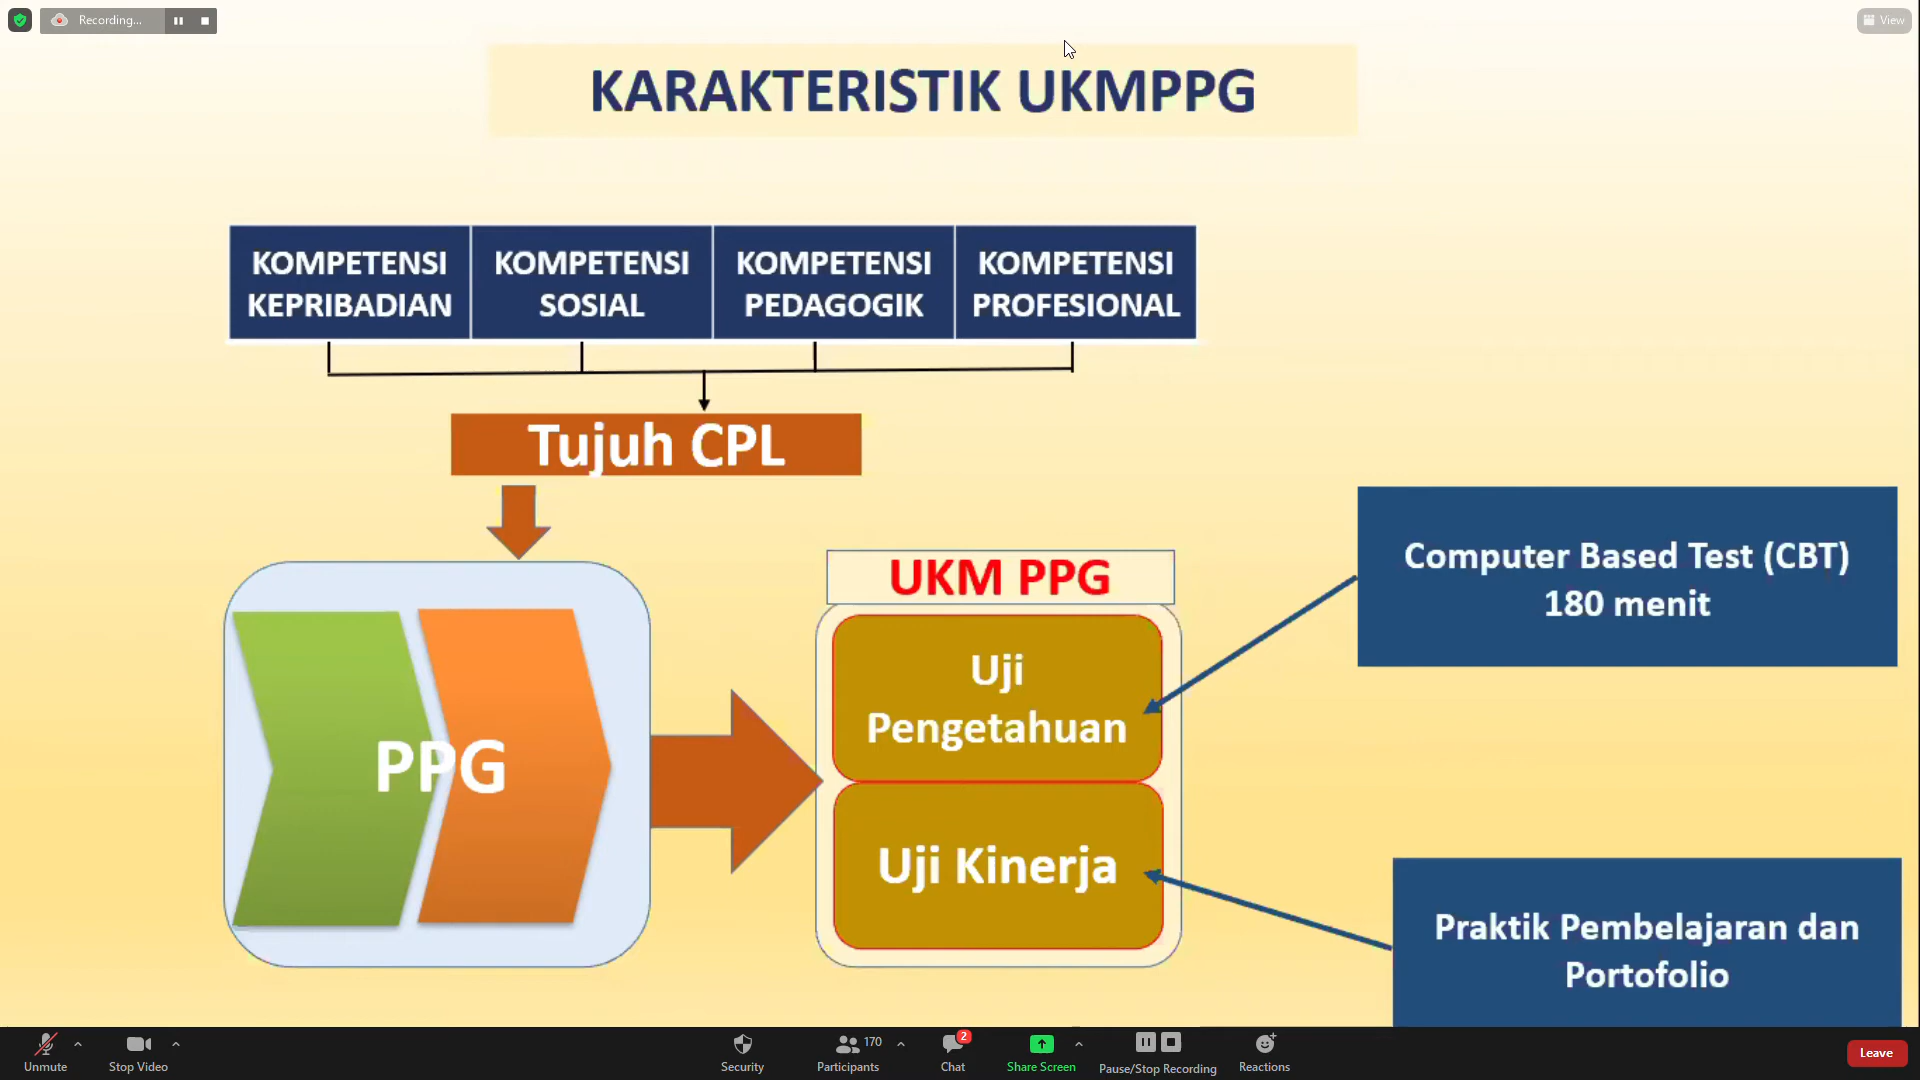 Recording...
View
KARAKTERISTIK UKMPPG
KOMPETENSI
KEPRIBADIAN
KOMPETENSI
SOSIAL
KOMPETENSI
PEDAGOGIK
KOMPETENSI
PROFESIONAL
Tujuh CPL
PPG
UKM PPG
Uji
Pengetahuan
Uji Kinerja
Computer Based Test (CBT)
180 menit
Praktik Pembelajaran dan
Portofolio
Unmute
Stop Video
Security
Participants
170
Chat
2
Share Screen
Pause/Stop Recording
Reactions
Leave